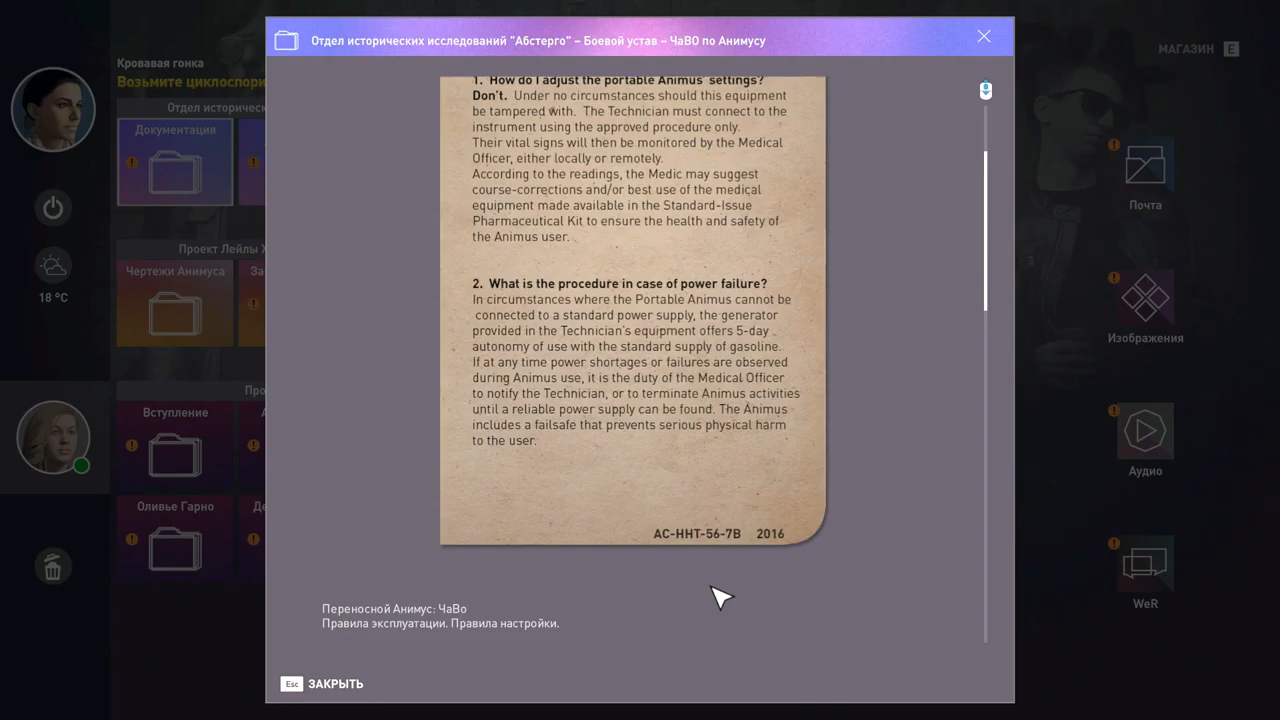 Отдел исторических исследований "Абстерго" – Боевой устав – ЧаВО по Анимусу
МАГАЗИН E
Кровавая гонка
Возьмите циклоспори
Отдел историческ
Документация
Проект Лейлы Х
Чертежи Анимуса
За
18 °C
Про
Вступление
А
Оливье Гарно
Де
1. How do I adjust the portable Animus' settings?
Don't. Under no circumstances should this equipment
be tampered with. The Technician must connect to the
instrument using the approved procedure only.
Their vital signs will then be monitored by the Medical
Officer, either locally or remotely.
According to the readings, the Medic may suggest
course-corrections and/or best use of the medical
equipment made available in the Standard-Issue
Pharmaceutical Kit to ensure the health and safety of
the Animus user.
2. What is the procedure in case of power failure?
In circumstances where the Portable Animus cannot be
connected to a standard power supply, the generator
provided in the Technician's equipment offers 5-day
autonomy of use with the standard supply of gasoline.
If at any time power shortages or failures are observed
during Animus use, it is the duty of the Medical Officer
to notify the Technician, or to terminate Animus activities
until a reliable power supply can be found. The Animus
includes a failsafe that prevents serious physical harm
to the user.
AC-HHT-56-7B 2016
Переносной Анимус: ЧаВо
Правила эксплуатации. Правила настройки.
Esc ЗАКРЫТЬ
Почта
Изображения
Аудио
WeR